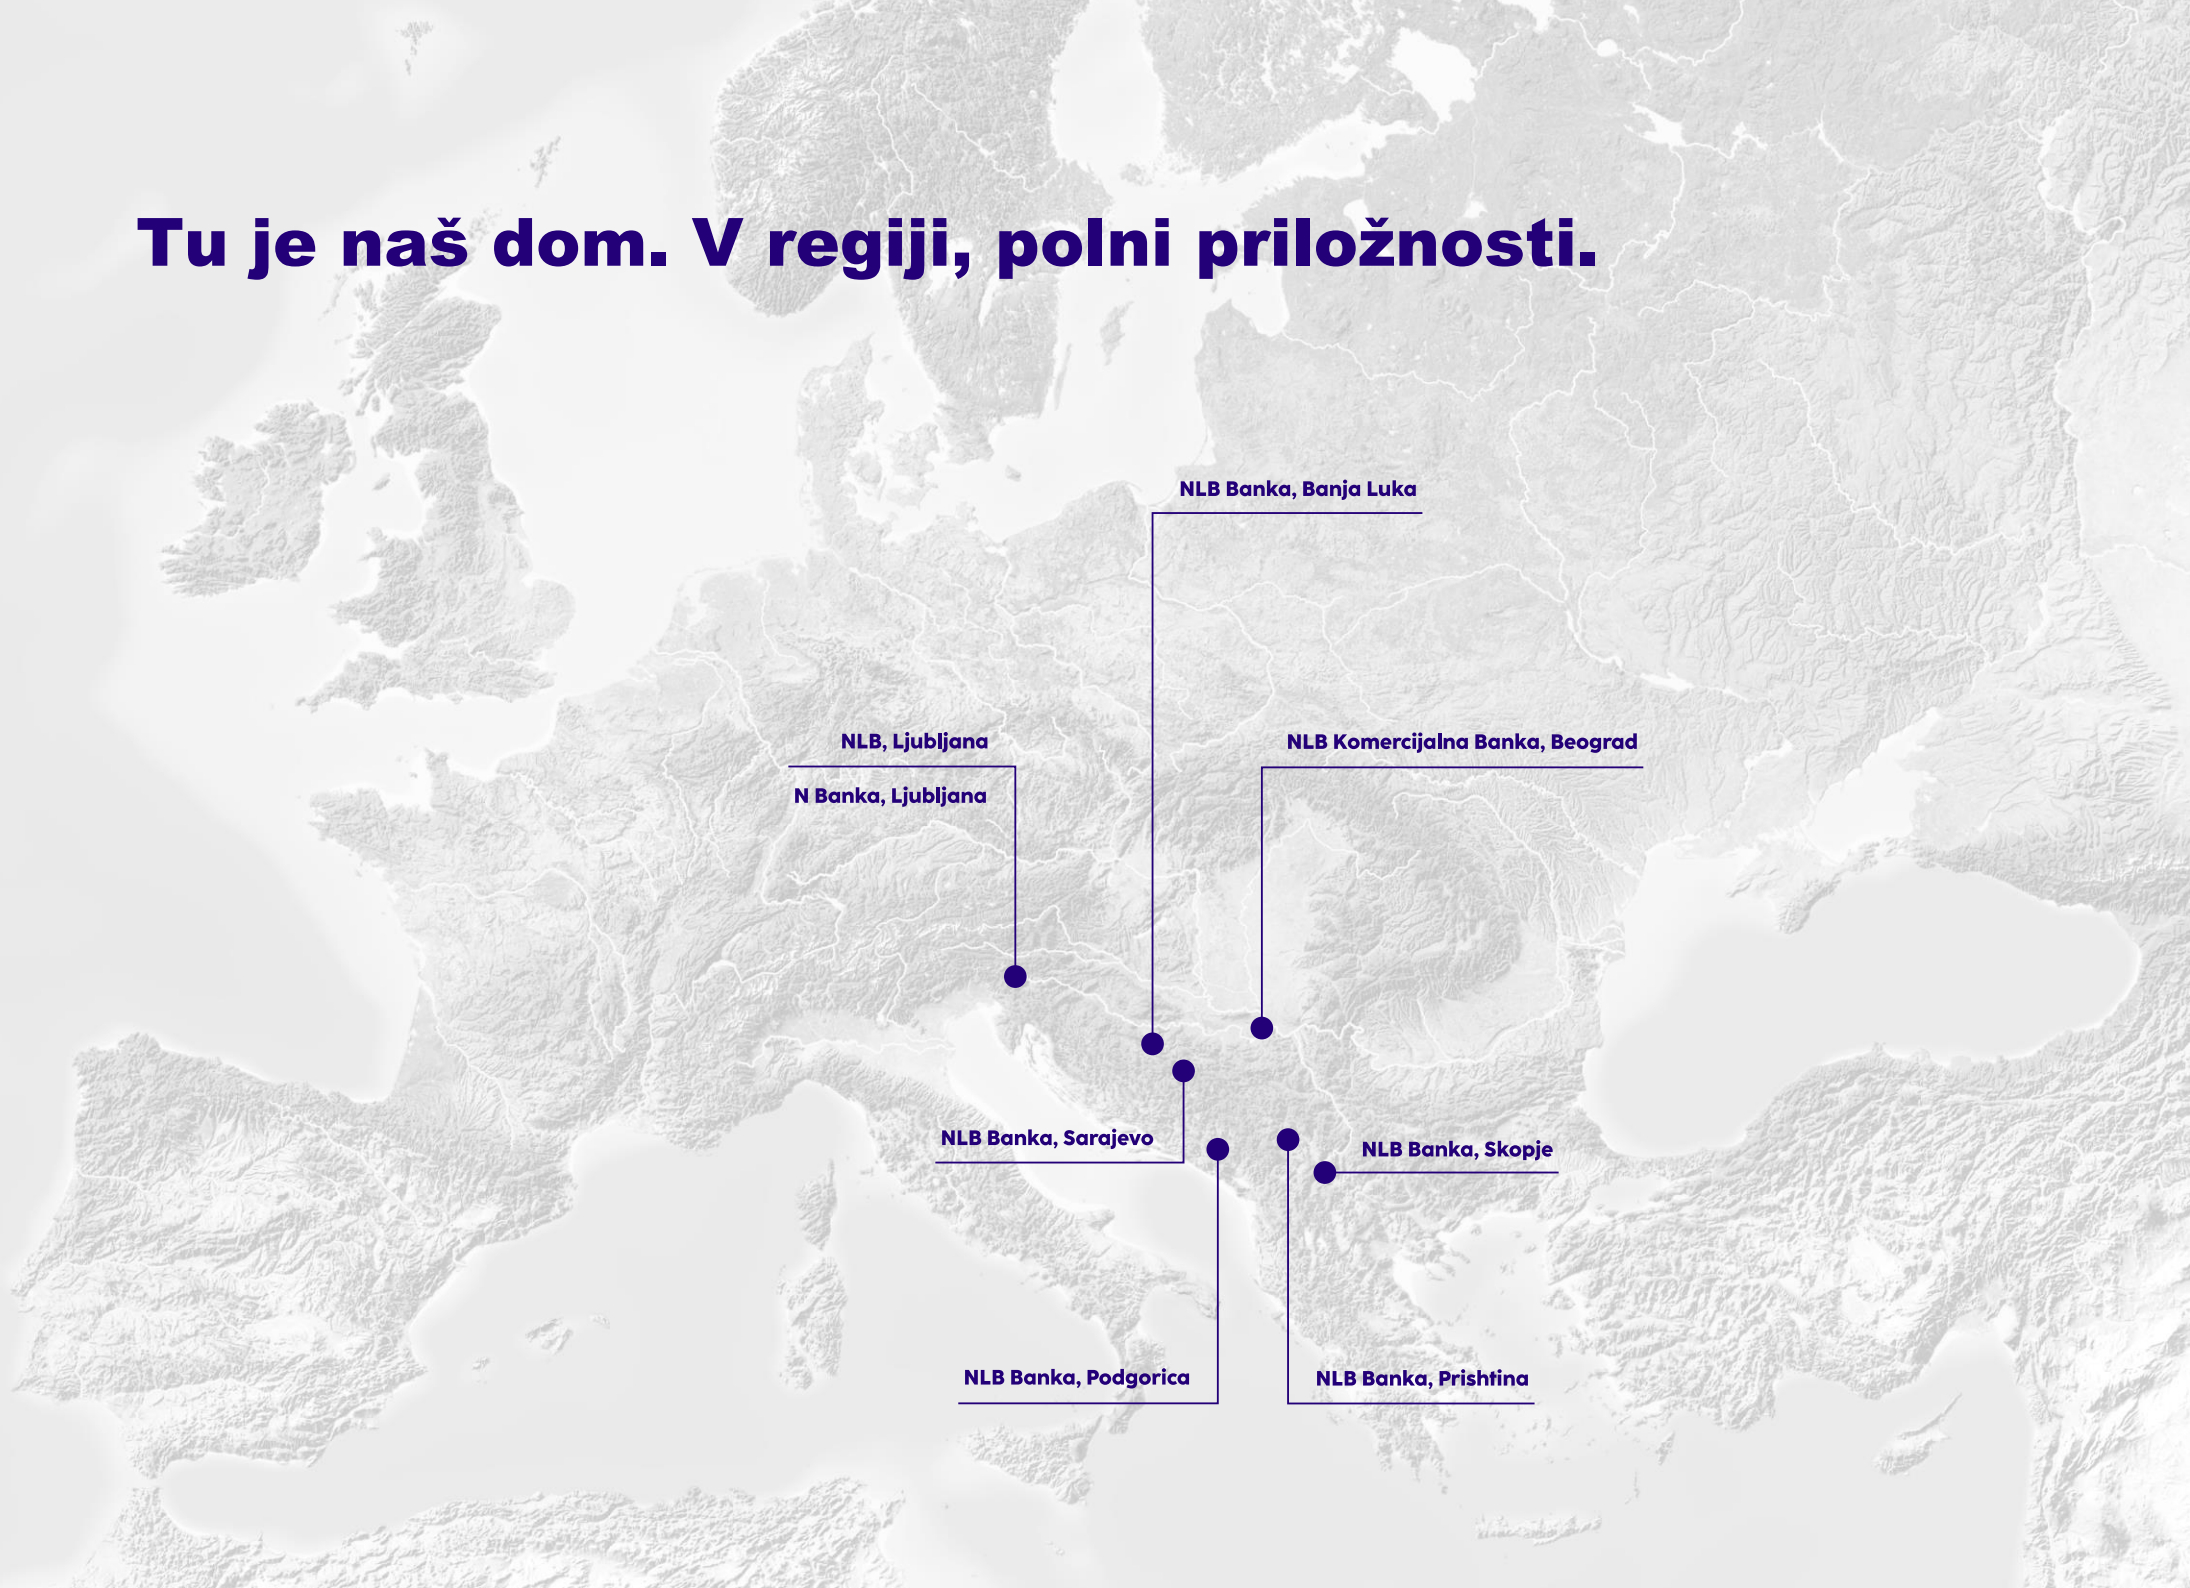 Tu je naš dom. V regiji, polni priložnosti.
NLB Banka, Banja Luka
NLB, Ljubljana
NLB Komercijalna Banka, Beograd
N Banka, Ljubljana
NLB Banka, Sarajevo
NLB Banka, Skopje
NLB Banka, Podgorica
NLB Banka, Prishtina